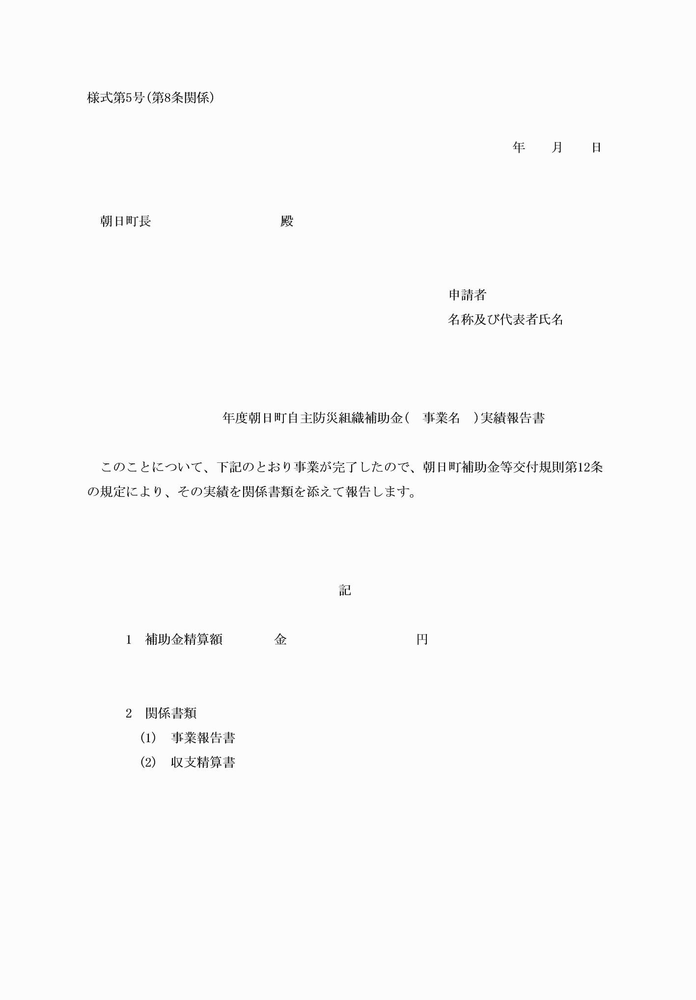 様式第5号(第8条関係)
年　　月　　日
朝日町長　　　　　　　　　　殿
申請者
名称及び代表者氏名
年度朝日町自主防災組織補助金(　事業名　)実績報告書
このことについて、下記のとおり事業が完了したので、朝日町補助金等交付規則第12条
の規定により、その実績を関係書類を添えて報告します。
記
1　補助金精算額　　　　金　　　　　　　　　　円
2　関係書類
(1)　事業報告書
(2)　収支精算書